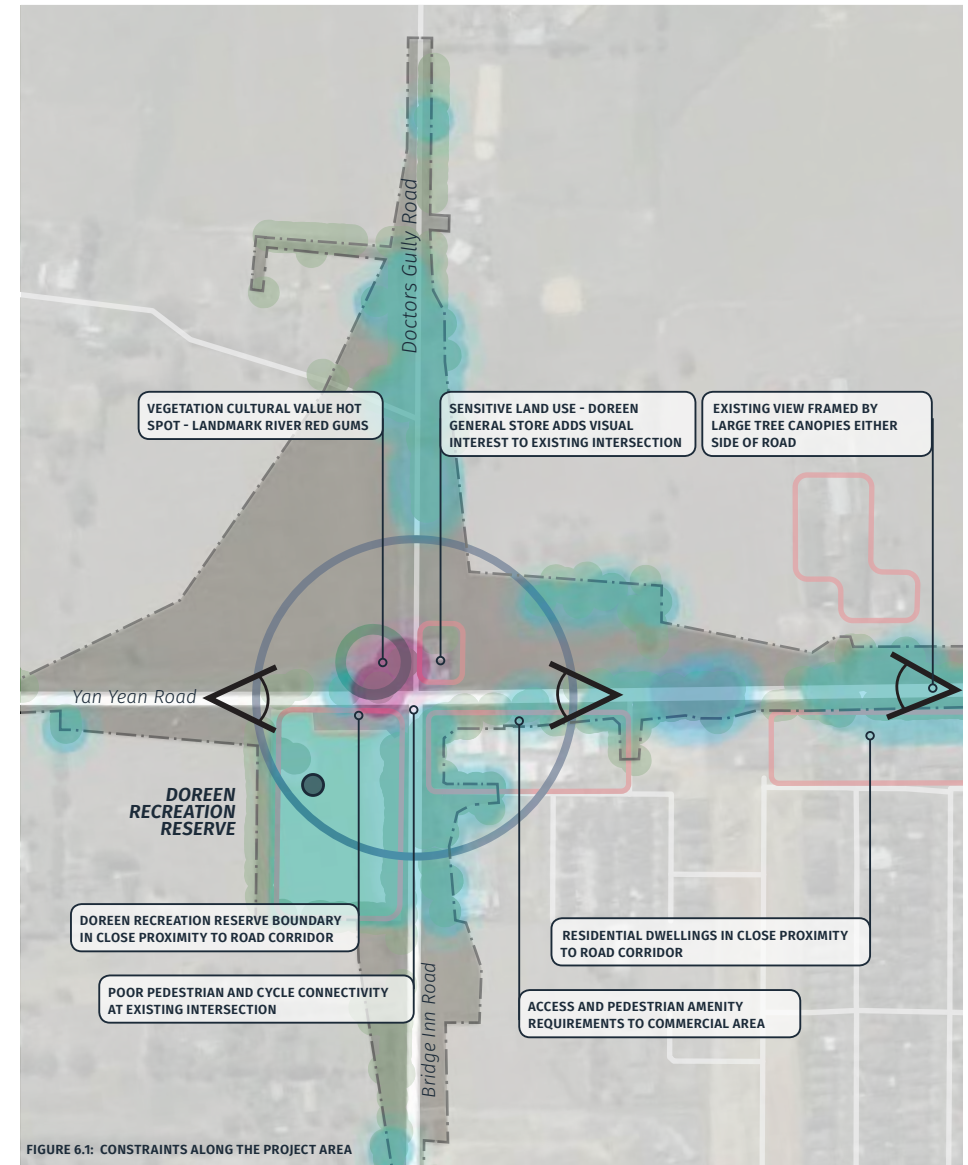 Doctors Gully Road
VEGETATION CULTURAL VALUE HOT
SPOT - LANDMARK RIVER RED GUMS
SENSITIVE LAND USE - DOREEN
GENERAL STORE ADDS VISUAL
INTEREST TO EXISTING INTERSECTION
EXISTING VIEW FRAMED BY
LARGE TREE CANOPIES EITHER
SIDE OF ROAD
Yan Yean Road
DOREEN
RECREATION
RESERVE
DOREEN RECREATION RESERVE BOUNDARY
IN CLOSE PROXIMITY TO ROAD CORRIDOR
RESIDENTIAL DWELLINGS IN CLOSE PROXIMITY
TO ROAD CORRIDOR
POOR PEDESTRIAN AND CYCLE CONNECTIVITY
AT EXISTING INTERSECTION
ACCESS AND PEDESTRIAN AMENITY
REQUIREMENTS TO COMMERCIAL AREA
Bridge Inn Road
FIGURE 6.1: CONSTRAINTS ALONG THE PROJECT AREA